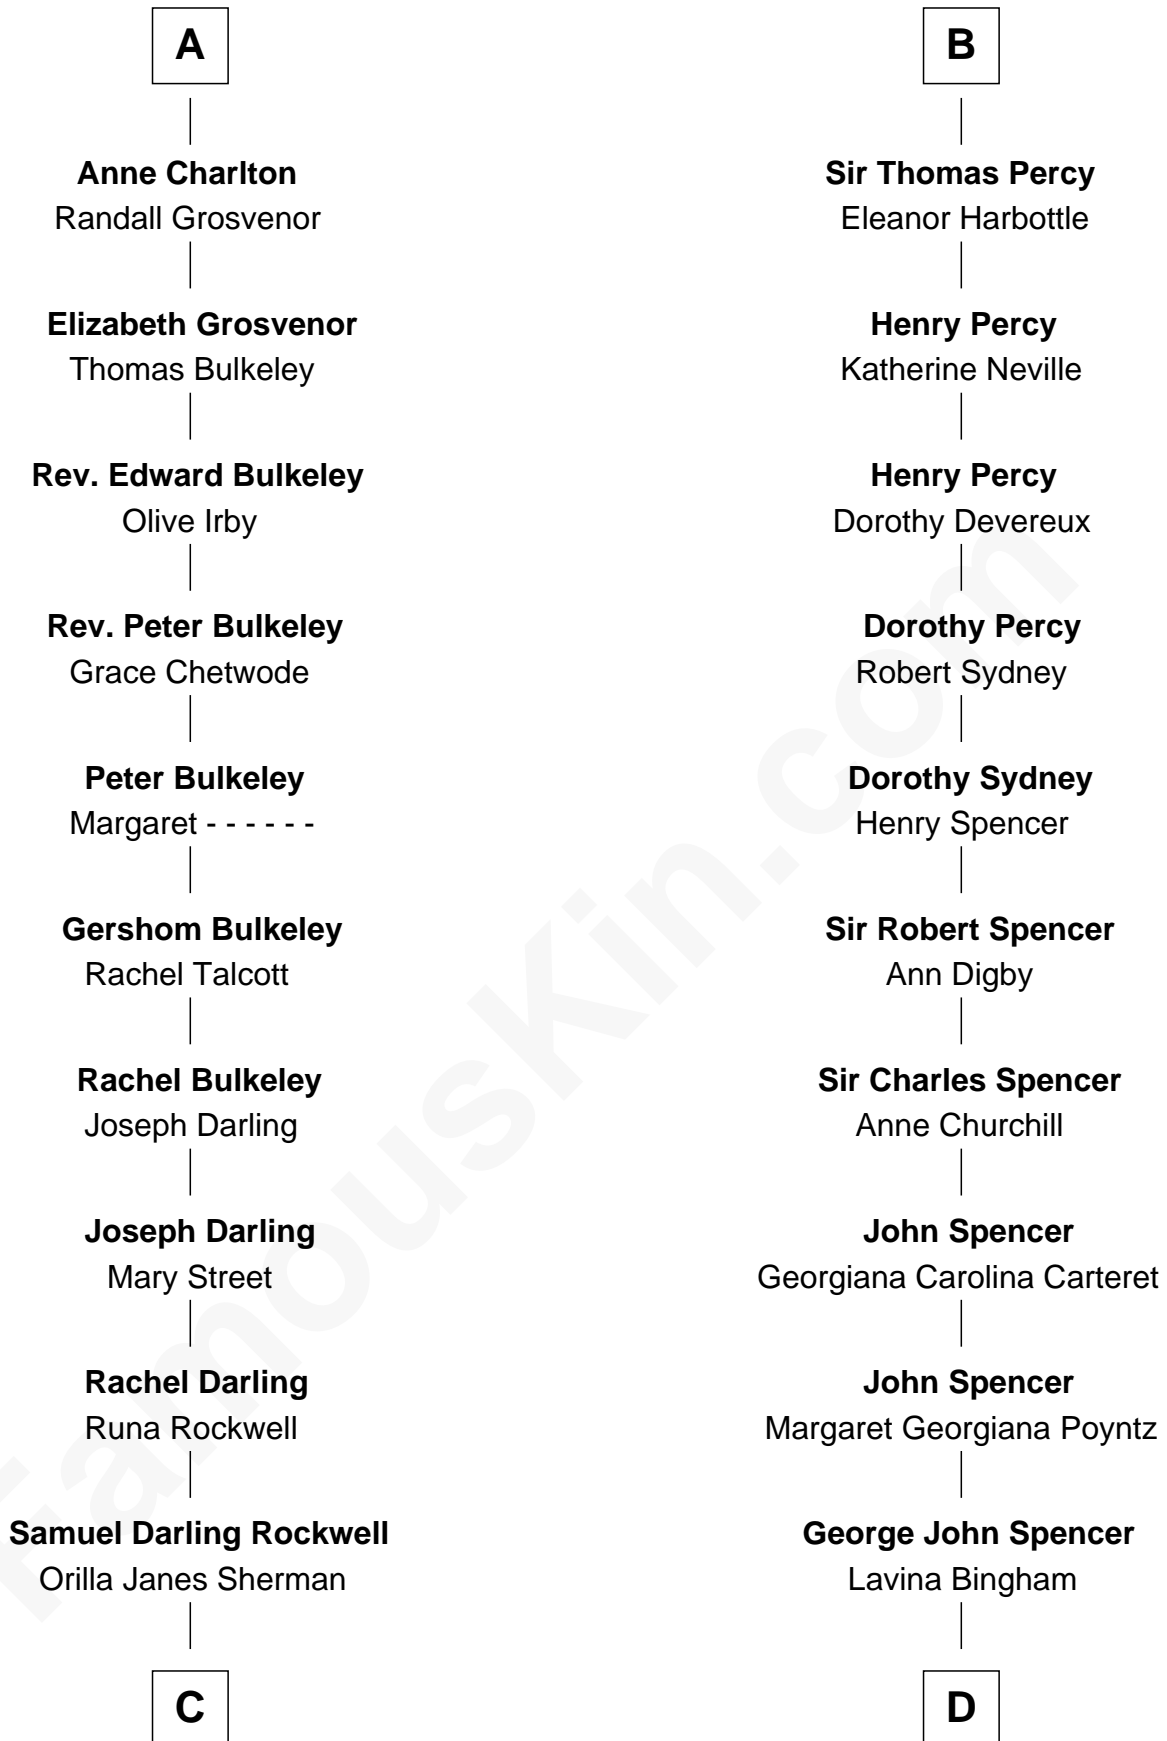 A
Anne Charlton
Randall Grosvenor
Elizabeth Grosvenor
Thomas Bulkeley
Rev. Edward Bulkeley
Olive Irby
Rev. Peter Bulkeley
Grace Chetwode
Peter Bulkeley
Margaret - - - - - -
Gershom Bulkeley
Rachel Talcott
Rachel Bulkeley
Joseph Darling
Joseph Darling
Mary Street
Rachel Darling
Runa Rockwell
Samuel Darling Rockwell
Orilla Janes Sherman
C
B
Sir Thomas Percy
Eleanor Harbottle
Henry Percy
Katherine Neville
Henry Percy
Dorothy Devereux
Dorothy Percy
Robert Sydney
Dorothy Sydney
Henry Spencer
Sir Robert Spencer
Ann Digby
Sir Charles Spencer
Anne Churchill
John Spencer
Georgiana Carolina Carteret
John Spencer
Margaret Georgiana Poyntz
George John Spencer
Lavina Bingham
D
FamousKin.com